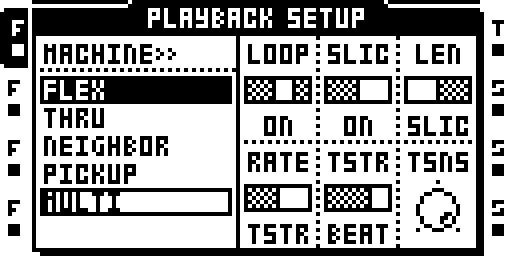 PLAYBACK SETUP
MACHINE>>
FLEX
THRU
NEIGHBOR
PICKUP
MULTI
LOOP SLIC LEN
ON ON SLIC
RATE TSTR TSNS
TSTR BEAT
F
F
F
F
T
S
S
S